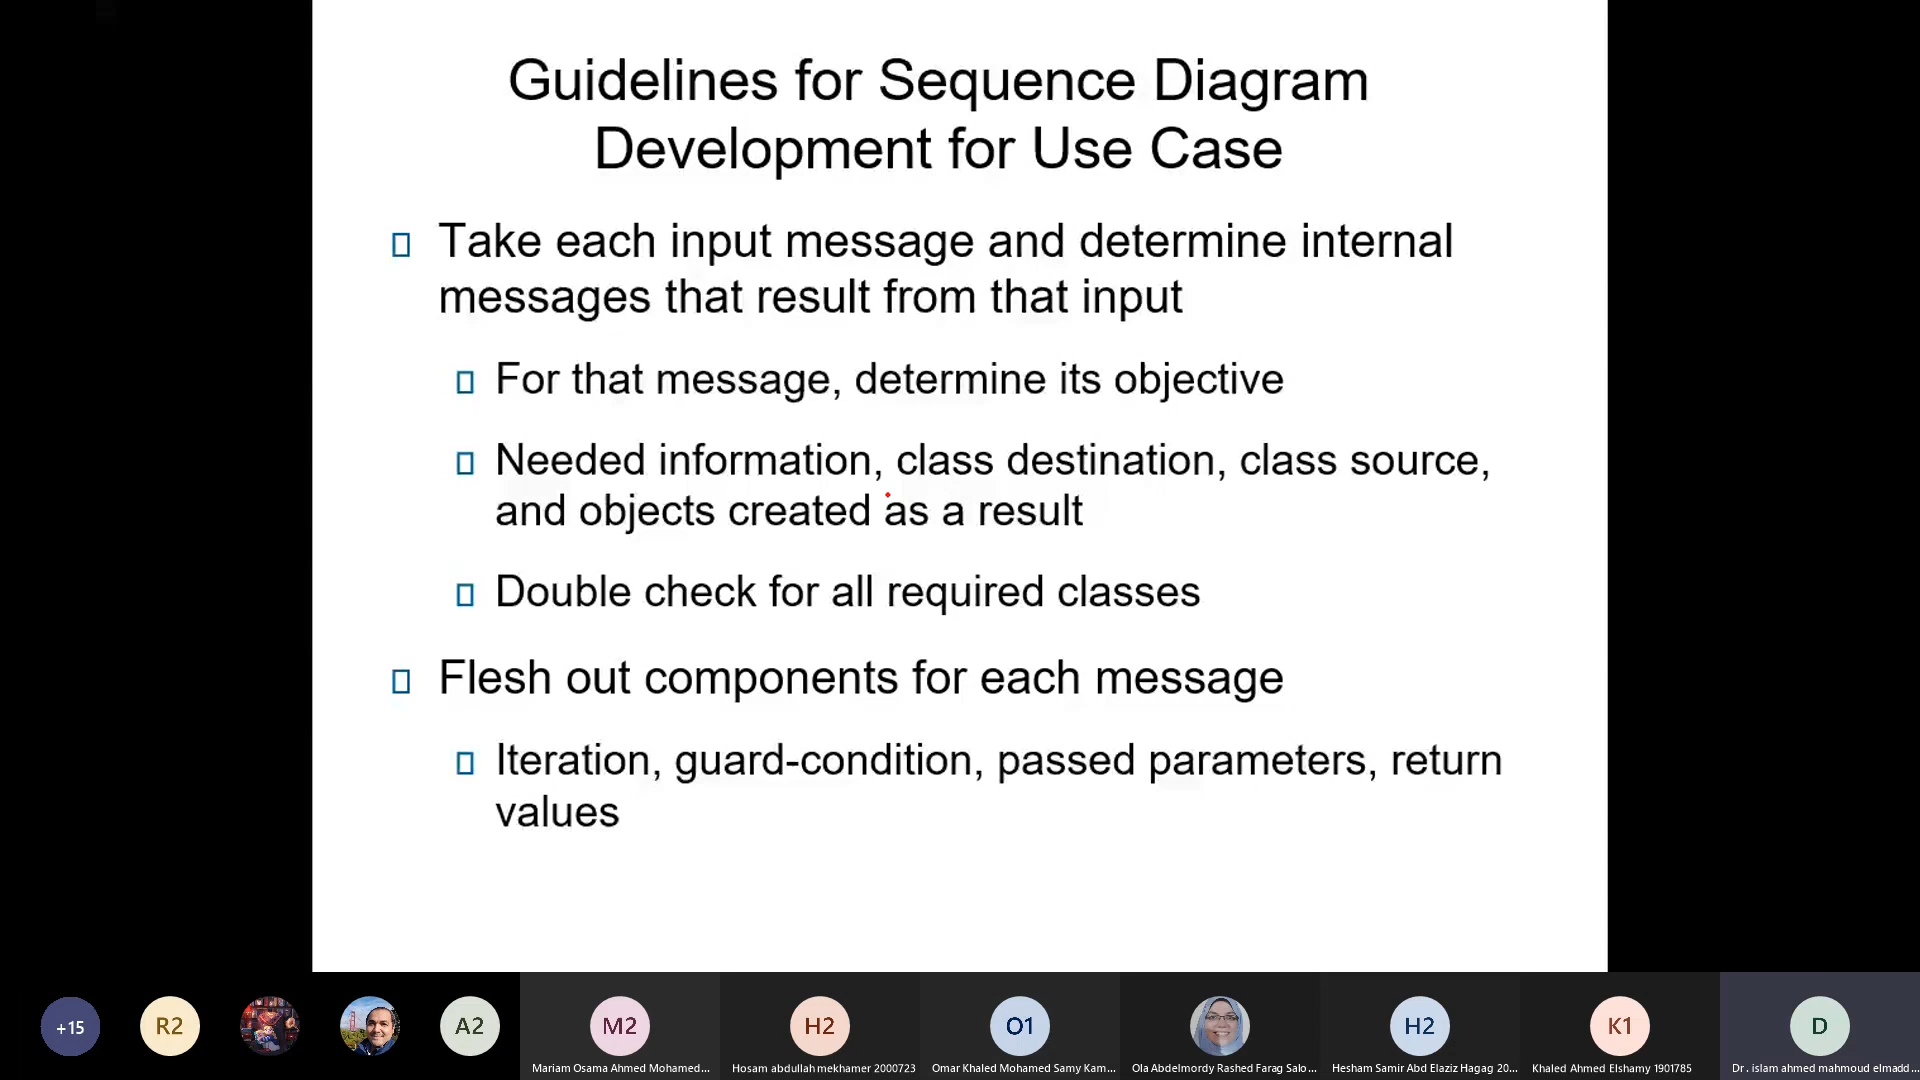 Guidelines for Sequence Diagram
Development for Use Case
Take each input message and determine internal
messages that result from that input
For that message, determine its objective
Needed information, class destination, class source,
and objects created as a result
Double check for all required classes
Flesh out components for each message
Iteration, guard-condition, passed parameters, return
values
+15
R2
A2
M2
H2
O1
H2
K1
D
Mariam Osama Ahmed Mohamed...
Hosam abdullah mekhamer 2000723
Omar Khaled Mohamed Samy Kam...
Ola Abdelmordy Rashed Farag Salo...
Hesham Samir Abd Elaziz Hagag 20...
Khaled Ahmed Elshamy 1901785
Dr. islam ahmed mahmoud elmadd...